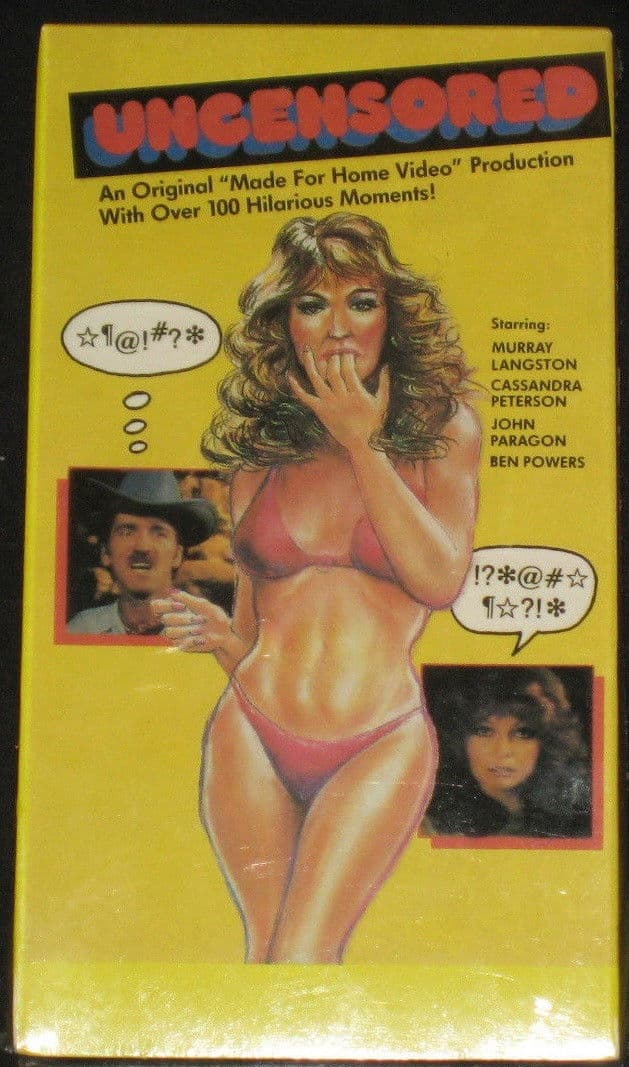 UNCENSORED
An Original "Made For Home Video" Production
With Over 100 Hilarious Moments!
☆¶@!#?*
Starring:
MURRAY
LANGSTON
CASSANDRA
PETERSON
JOHN
PARAGON
BEN POWERS
!?*@#☆
¶☆?!*